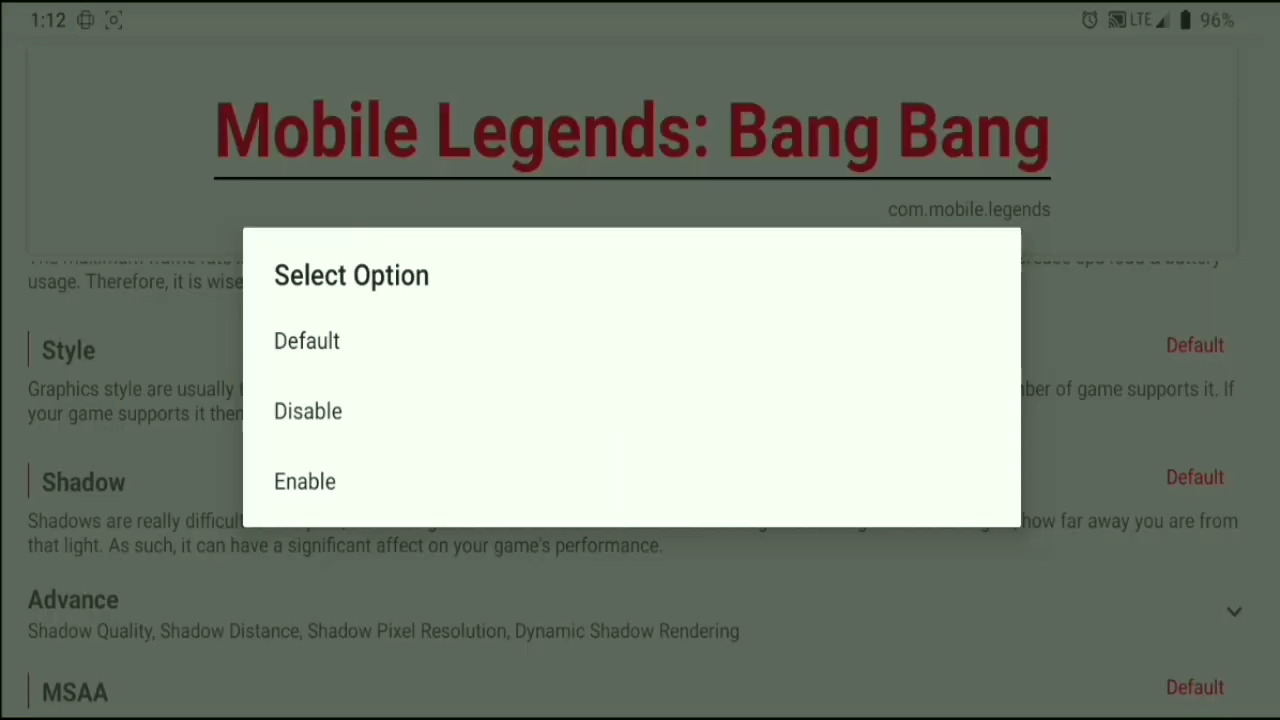 1:12
LTE 96%
Mobile Legends: Bang Bang
com.mobile.legends
usage. Therefore, it is wise
Select Option
Default
Disable
Enable
Style
Default
Graphics style are usually
of game supports it. If
your game supports it
Shadow
Default
Shadows are really
how far away you are from
that light. As such, it can have a significant affect on your game's performance.
Advance
Shadow Quality, Shadow Distance, Shadow Pixel Resolution, Dynamic Shadow Rendering
MSAA
Default